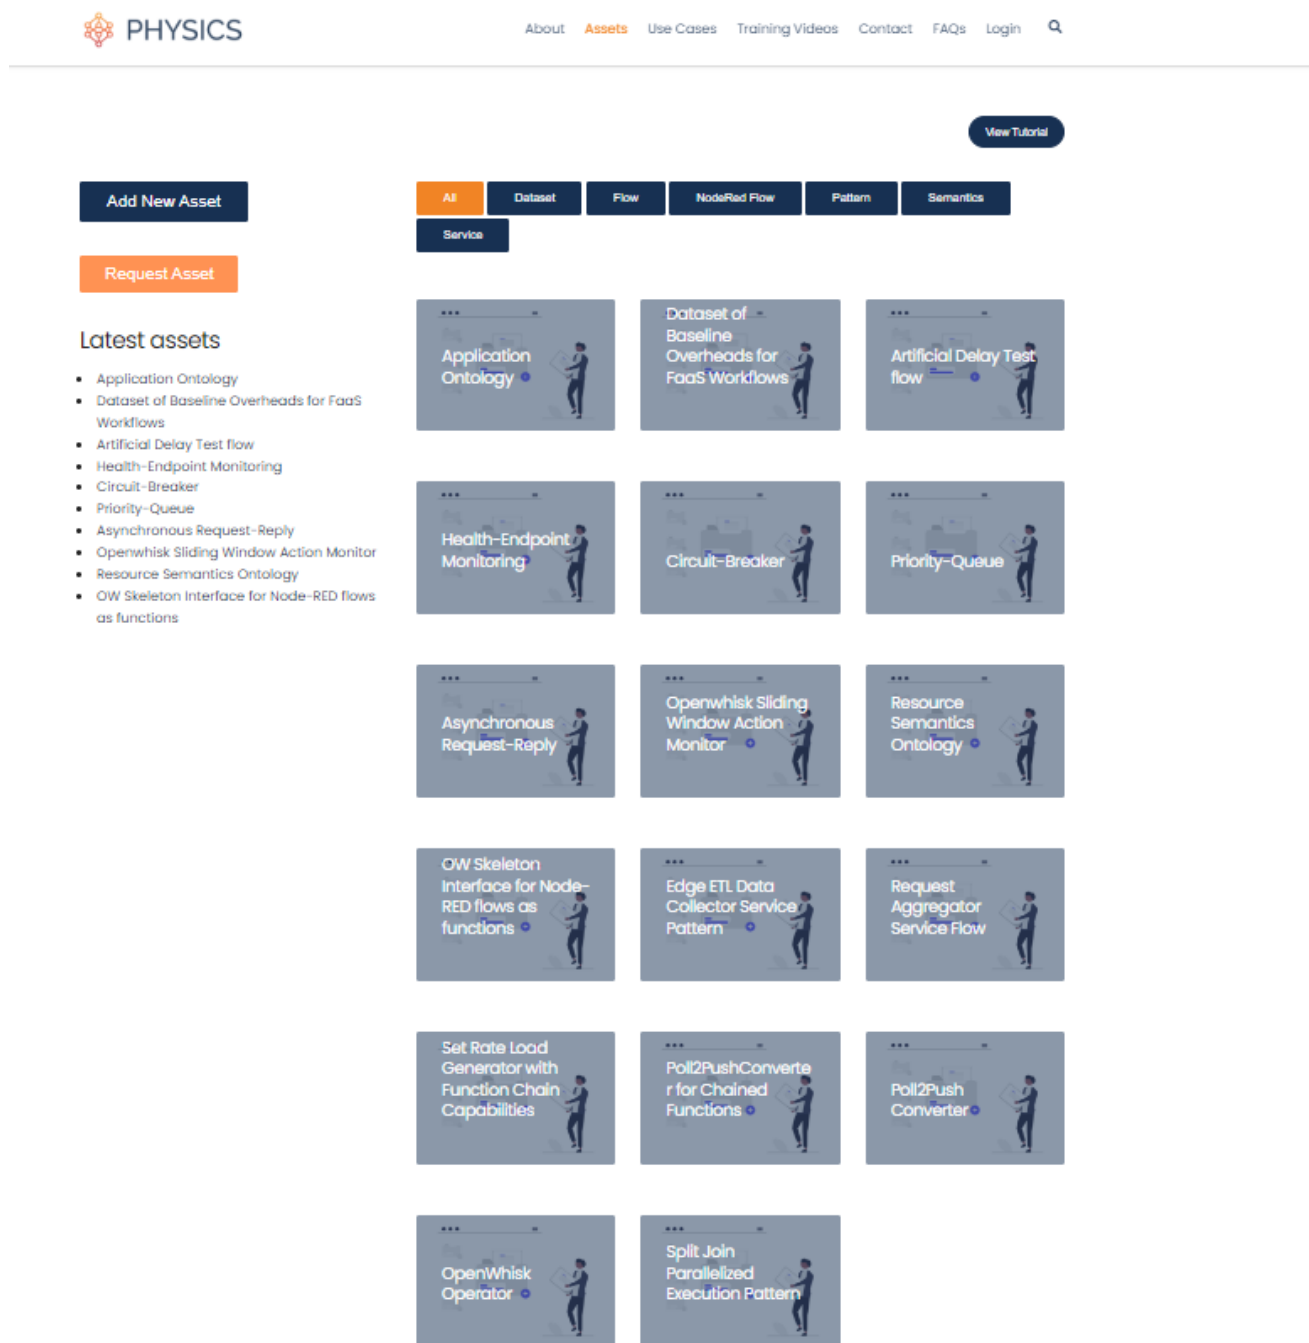 PHYSICS
About Assets Use Cases Training Videos Contact FAQs Login
View Tutorial
Add New Asset
Request Asset
Latest assets
Application Ontology
Dataset of Baseline Overheads for FaaS
Workflows
Artificial Delay Test flow
Health-Endpoint Monitoring
Circuit-Breaker
Priority-Queue
Asynchronous Request-Reply
Openwhisk Sliding Window Action Monitor
Resource Semantics Ontology
OW Skeleton Interface for Node-RED flows
as functions
All Dataset Flow NodeRed Flow Pattern Semantics
Service
Application
Ontology
Dataset of
Baseline
Overheads for
FaaS Workflows
Artificial Delay Test
flow
Health-Endpoint
Monitoring
Circuit-Breaker
Priority-Queue
Asynchronous
Request-Reply
Openwhisk Sliding
Window Action
Monitor
Resource
Semantics
Ontology
OW Skeleton
Interface for Node-
RED flows as
functions
Edge ETL Data
Collector Service
Pattern
Request
Aggregator
Service Flow
Set Rate Load
Generator with
Function Chain
Capabilities
Poll2PushConverte
r for Chained
Functions
Poll2Push
Converter
OpenWhisk
Operator
Split Join
Parallelized
Execution Pattern